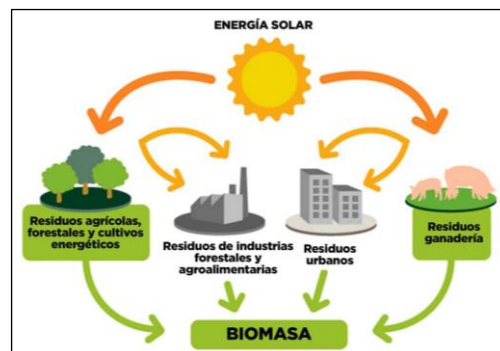 ENERGÍA SOLAR
Residuos agrícolas,
forestales y cultivos
energéticos
Residuos de industrias
forestales y
agroalimentarias
Residuos
urbanos
Residuos
ganadería
BIOMASA